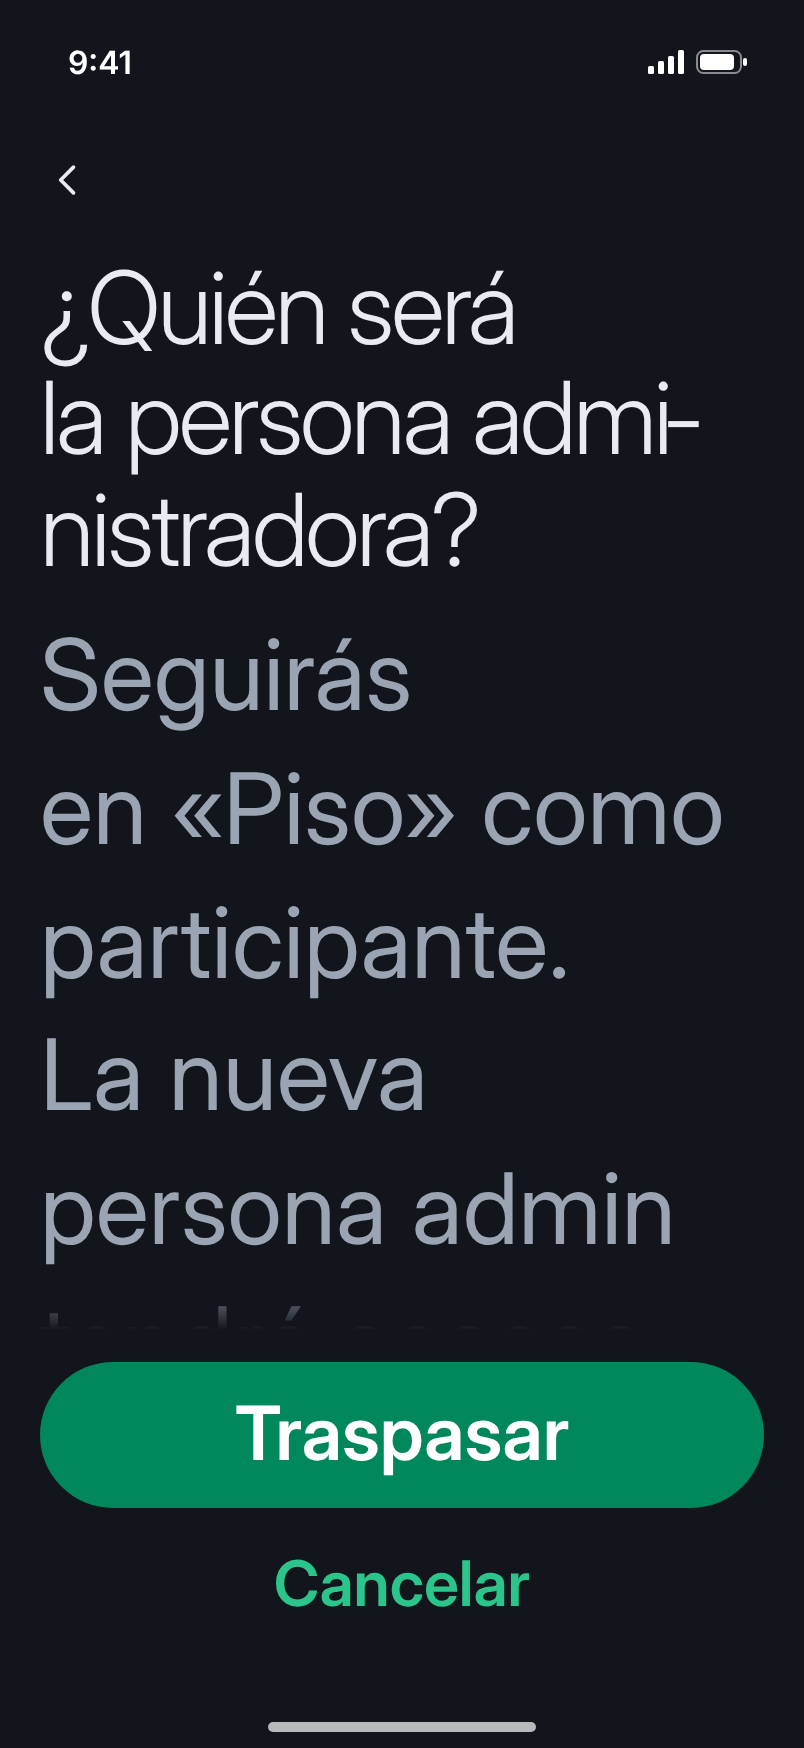 9:41
¿Quién será
la persona admi-
nistradora?
Seguirás
en «Piso» como
participante.
La nueva
persona admin
Traspasar
Cancelar